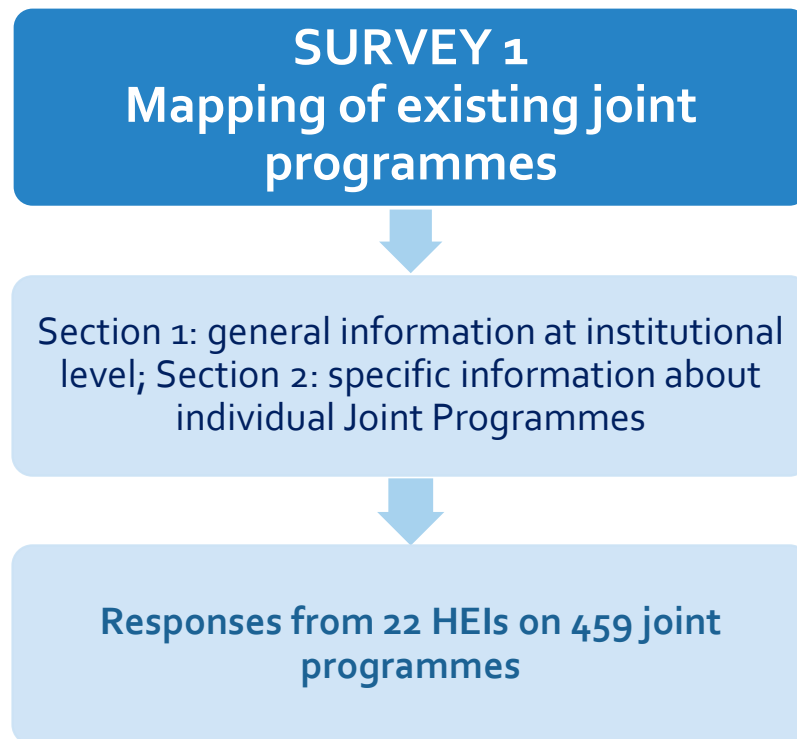 SURVEY 1
Mapping of existing joint
programmes
Section 1: general information at institutional
level; Section 2: specific information about
individual Joint Programmes
Responses from 22 HEIs on 459 joint
programmes